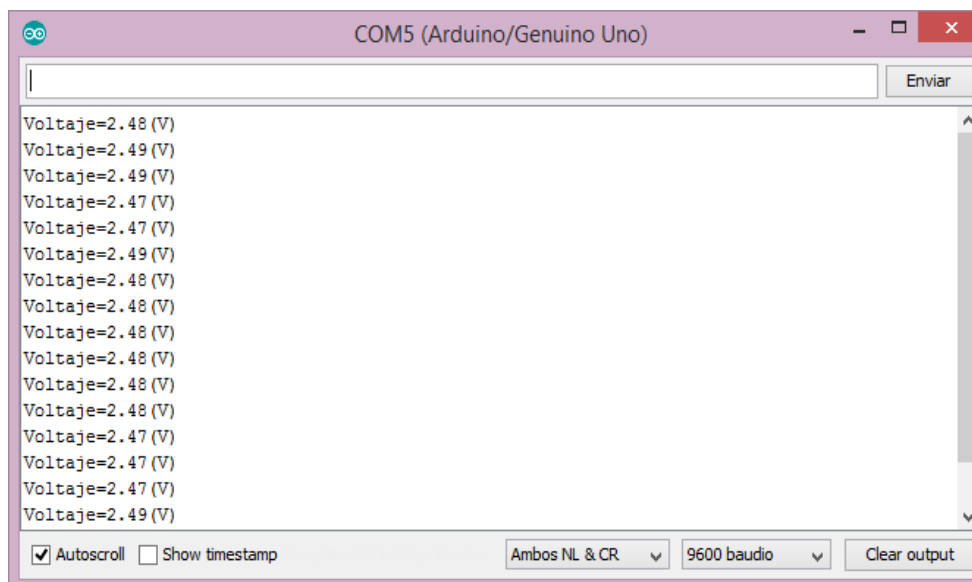 COM5 (Arduino/Genuino Uno)
Enviar
Voltaje=2.48(V)
Voltaje=2.49(V)
Voltaje=2.49(V)
Voltaje=2.47(V)
Voltaje=2.47(V)
Voltaje=2.49(V)
Voltaje=2.48(V)
Voltaje=2.48(V)
Voltaje=2.48(V)
Voltaje=2.48(V)
Voltaje=2.48(V)
Voltaje=2.48(V)
Voltaje=2.47(V)
Voltaje=2.47(V)
Voltaje=2.47(V)
Voltaje=2.49(V)
Autoscroll Show timestamp Ambos NL & CR 9600 baudio Clear output